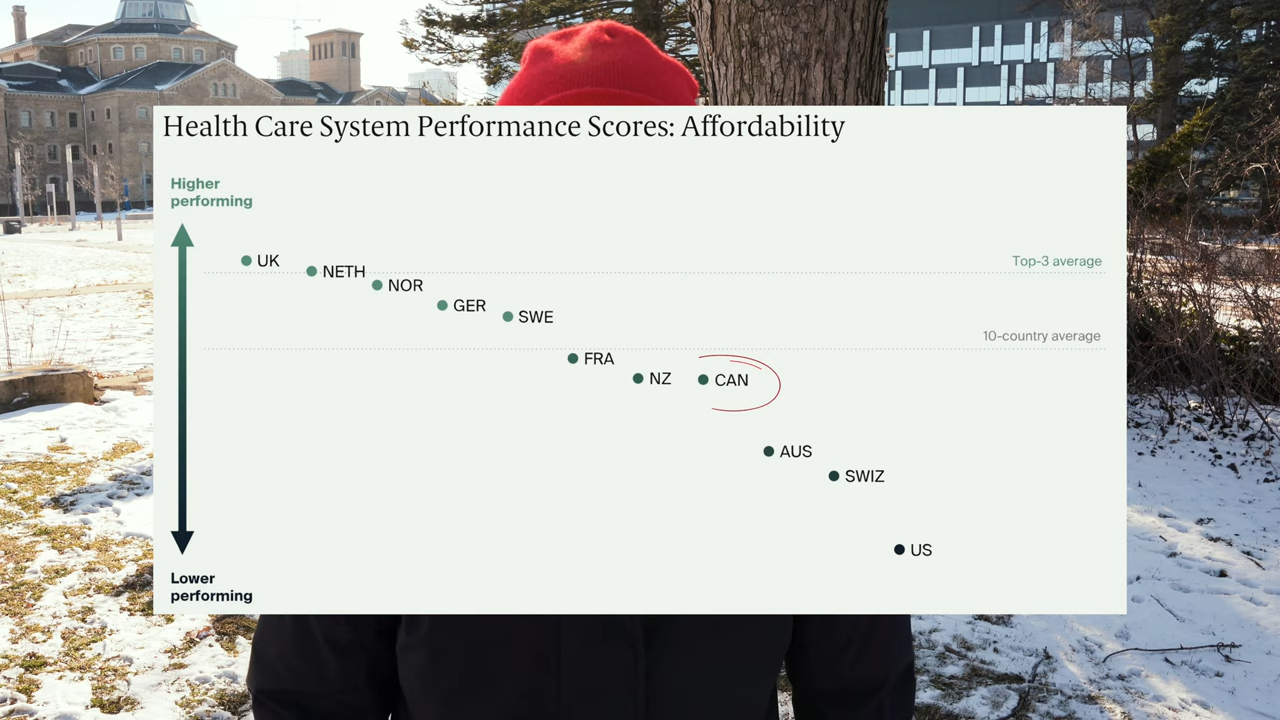 Health Care System Performance Scores: Affordability
Higher
performing
UK
NETH
Top-3 average
NOR
GER
SWE
10-country average
FRA
NZ
CAN
AUS
SWIZ
US
Lower
performing